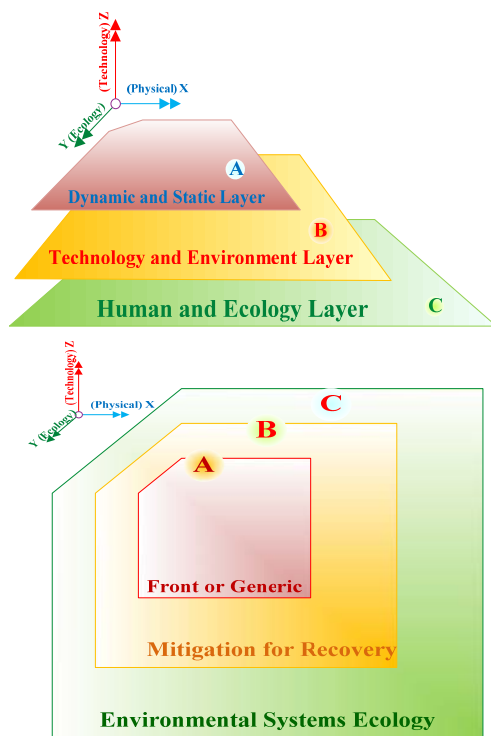 (Technology) Z
(Physical) X
Y (Ecology)
A
Dynamic and Static Layer
B
Technology and Environment Layer
C
Human and Ecology Layer
(Technology) Z
(Physical) X
Y (Ecology)
C
B
A
Front or Generic
Mitigation for Recovery
Environmental Systems Ecology